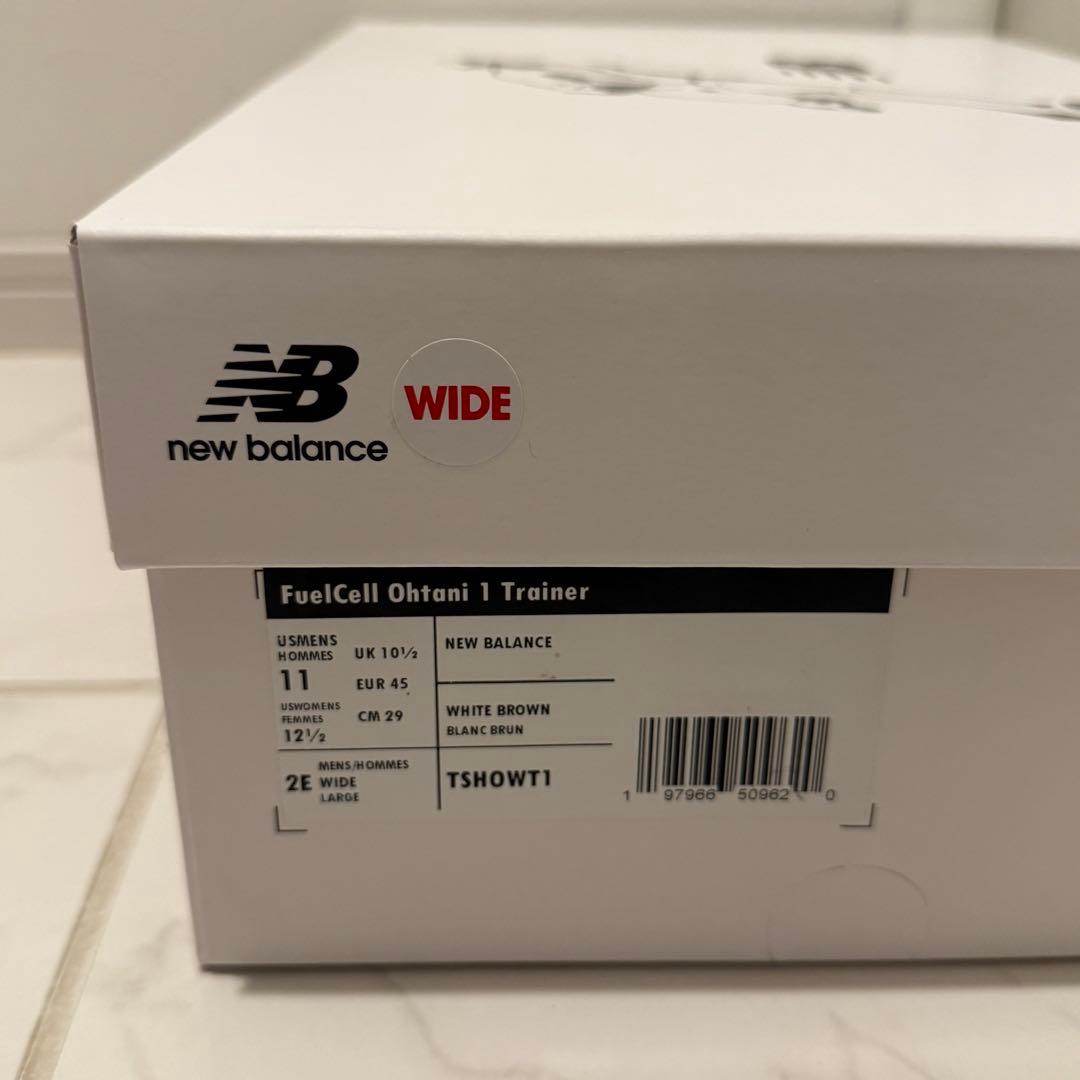 NB
new balance
WIDE
FuelCell Ohtani 1 Trainer
USMENS
HOMMES
11
UK 10½
EUR 45
CM 29
USWOMENS
FEMMES
12½
2E
MENS/HOMMES
WIDE
LARGE
NEW BALANCE
WHITE BROWN
BLANC BRUN
TSHOWT1
1 97966 50962 0